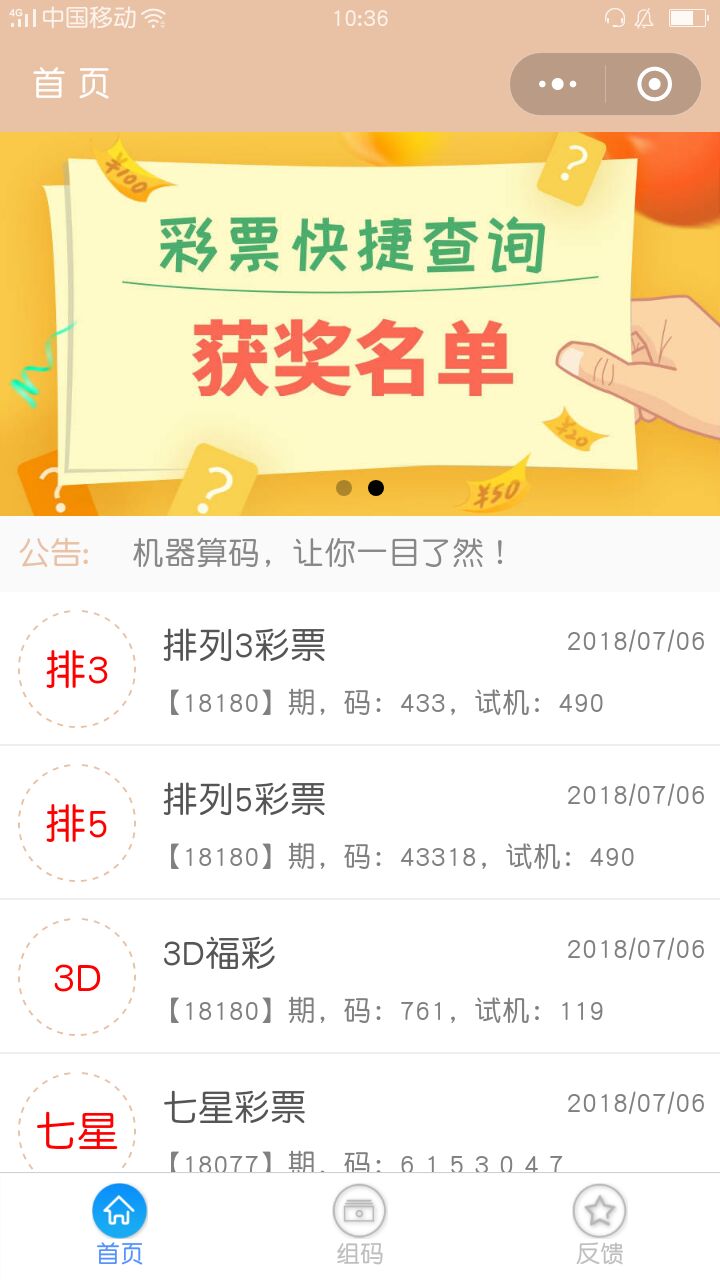 4G 中国移动 10:36
首 页
¥100
?
彩票快捷查询
获奖名单
¥20
?
?
¥50
公告: 机器算码，让你一目了然！
排3
排列3彩票 2018/07/06
【18180】期，码：433，试机：490
排5
排列5彩票 2018/07/06
【18180】期，码：43318，试机：490
3D
3D福彩 2018/07/06
【18180】期，码：761，试机：119
七星
七星彩票 2018/07/06
【18077】期，码：6 1 5 3 0 4 7
首页 组码 反馈